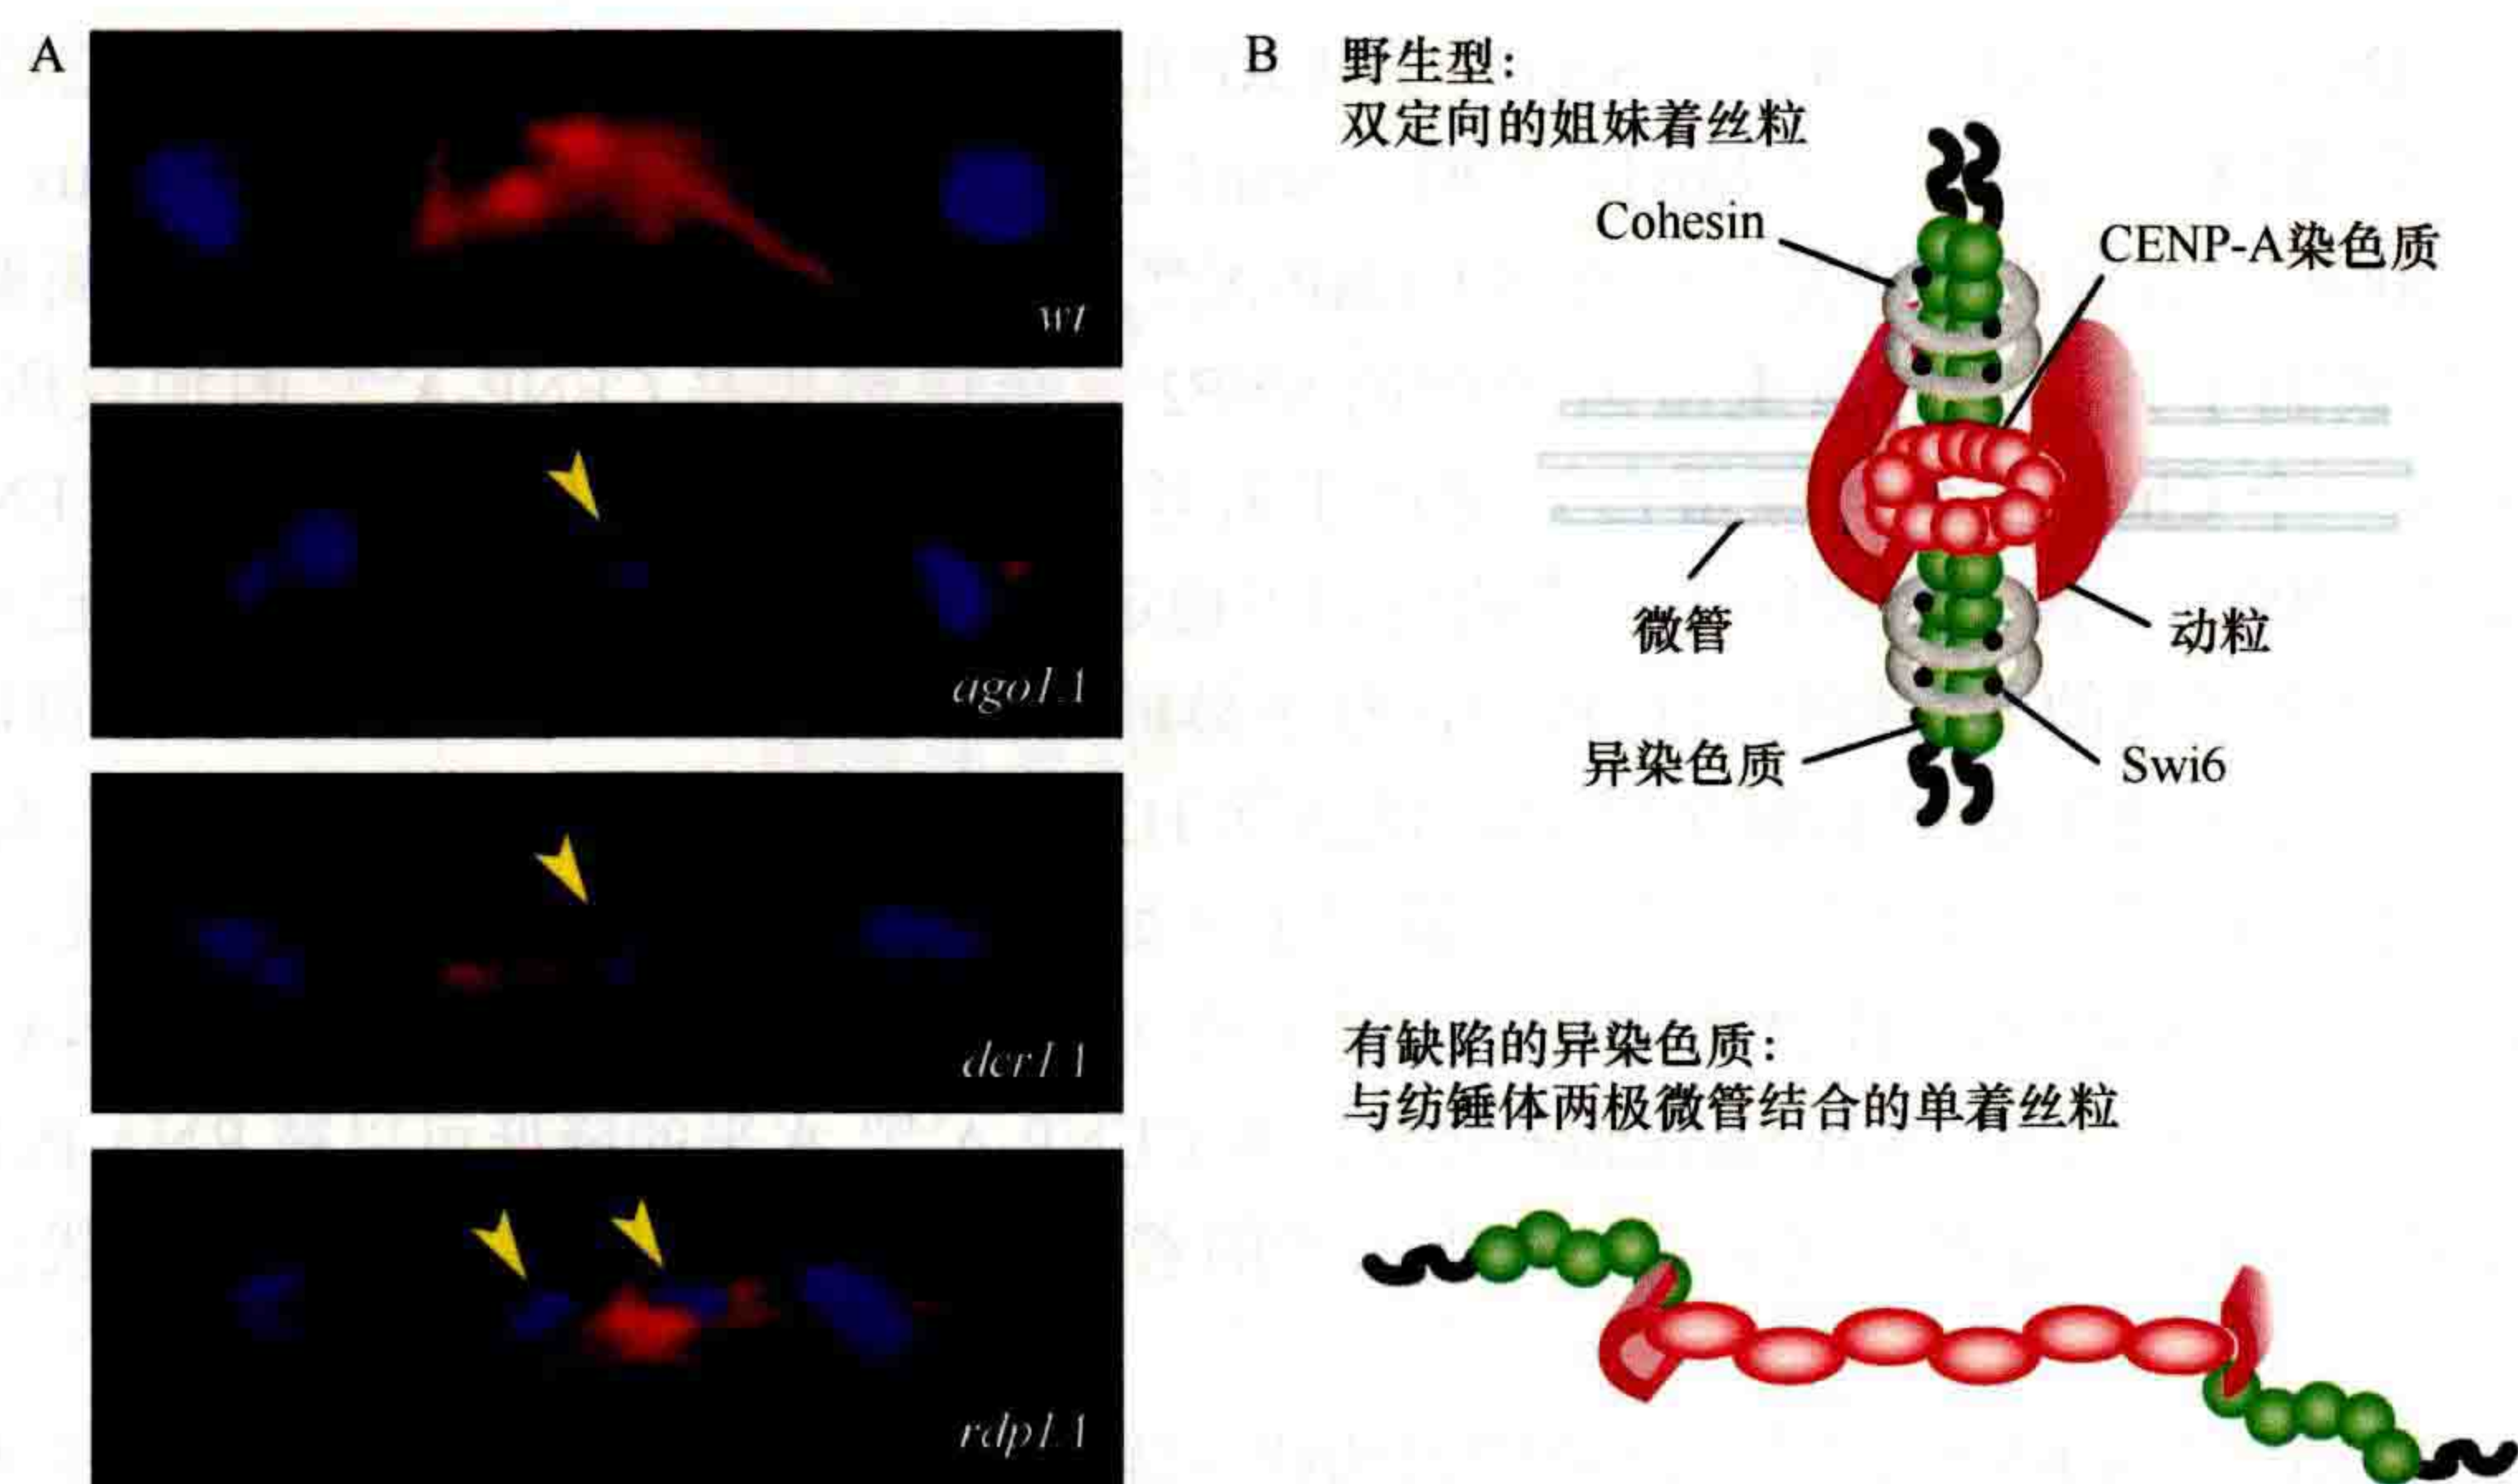 A
wt
ago1Δ
dcr1Δ
rdp1Δ
B
野生型：
双定向的姐妹着丝粒
Cohesin
CENP-A染色质
微管
动粒
异染色质
Swi6
有缺陷的异染色质：
与纺锤体两极微管结合的单着丝粒